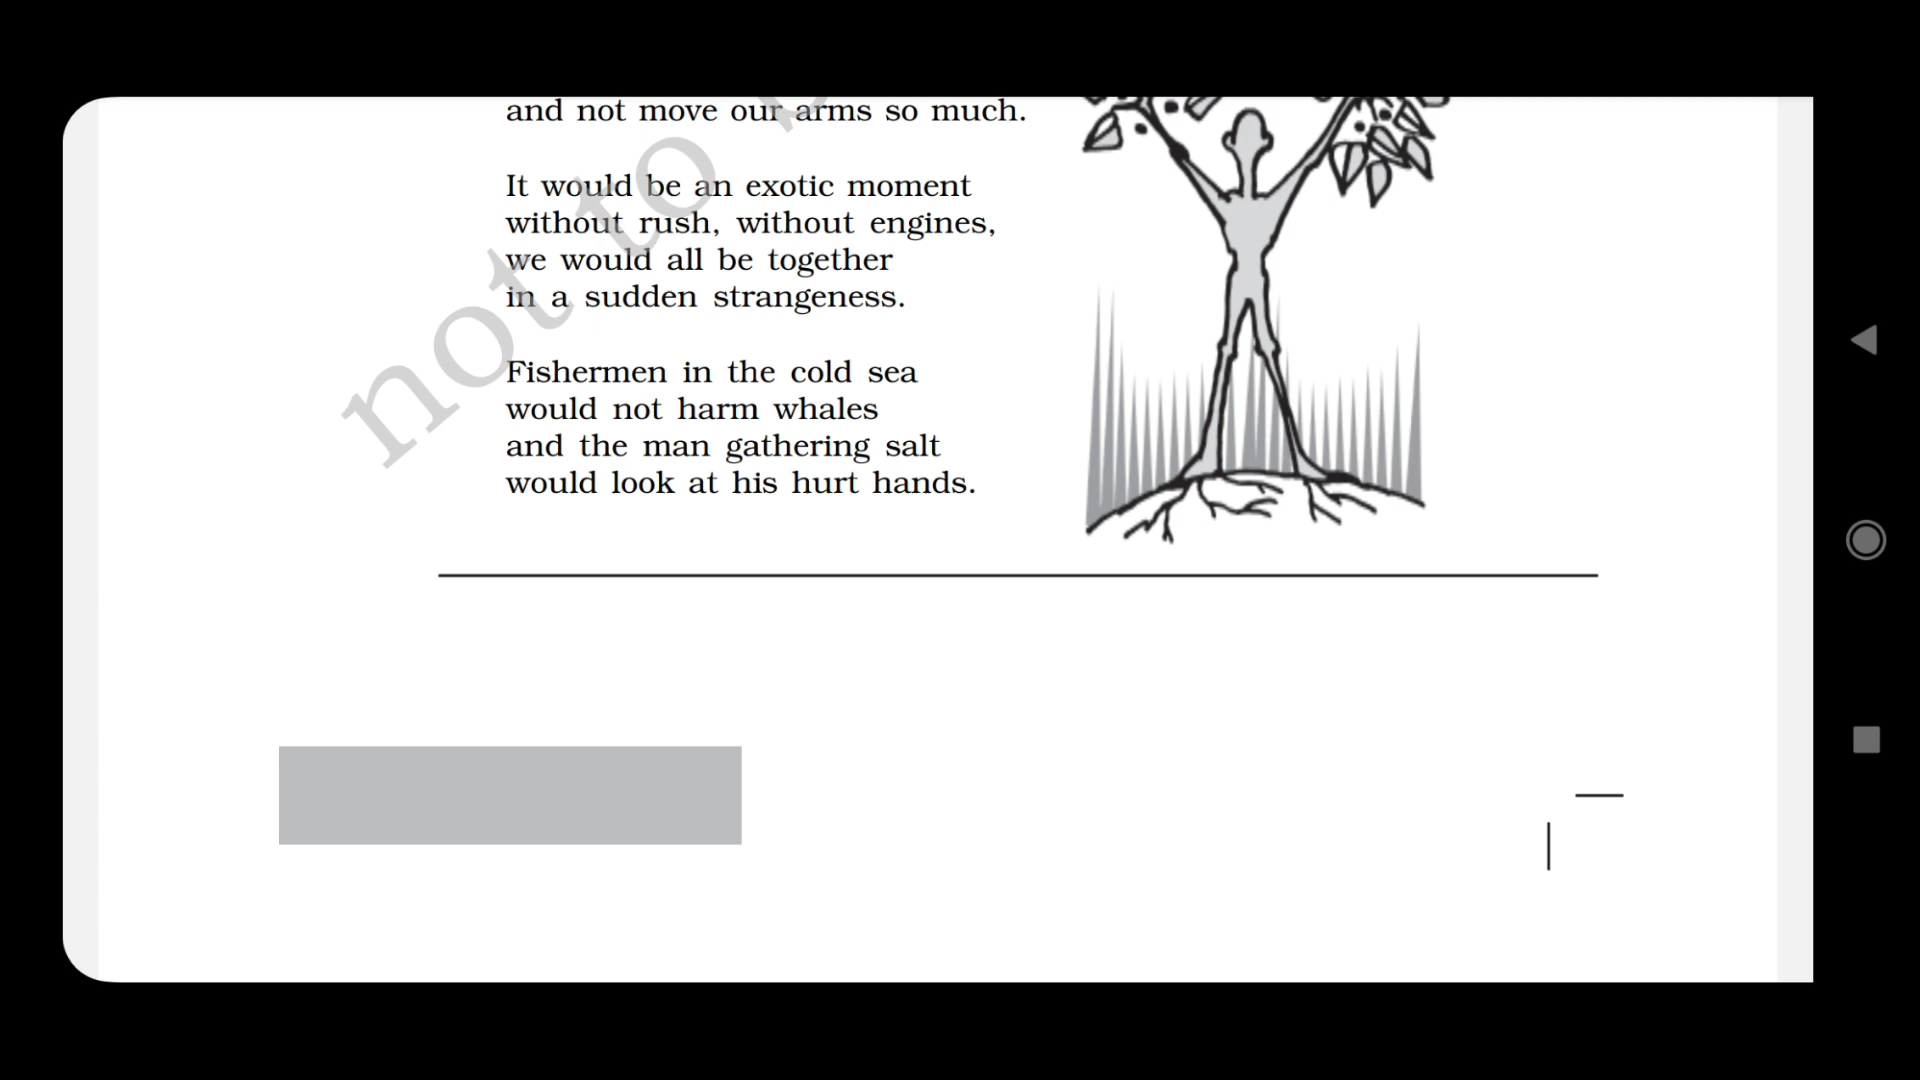 and not move our arms so much.
It would be an exotic moment
without rush, without engines,
we would all be together
in a sudden strangeness.
Fishermen in the cold sea
would not harm whales
and the man gathering salt
would look at his hurt hands.
not to